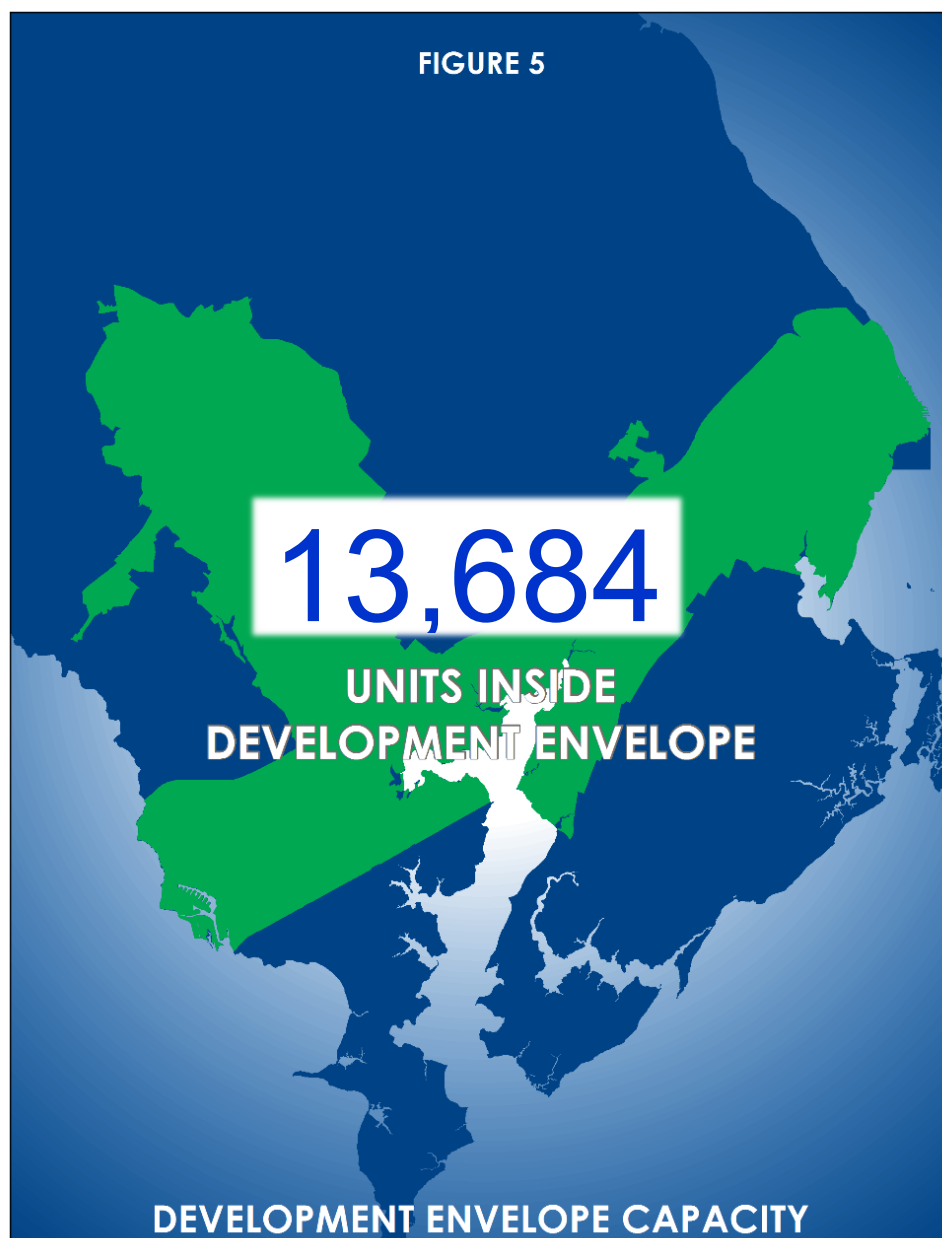 FIGURE 5
13,684
UNITS INSIDE
DEVELOPMENT ENVELOPE
DEVELOPMENT ENVELOPE CAPACITY